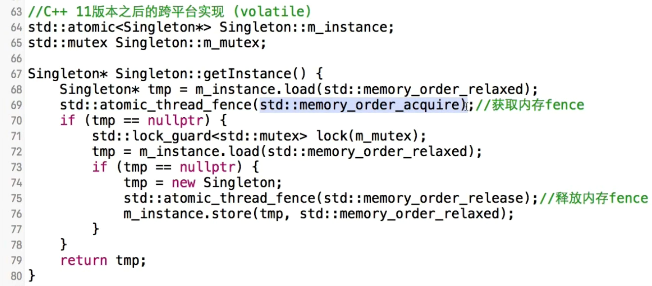 63 //C++ 11版本之后的跨平台实现 (volatile)
64 std::atomic<Singleton*> Singleton::m_instance;
65 std::mutex Singleton::m_mutex;
66
67 Singleton* Singleton::getInstance() {
68     Singleton* tmp = m_instance.load(std::memory_order_relaxed);
69     std::atomic_thread_fence(std::memory_order_acquire);//获取内存fence
70     if (tmp == nullptr) {
71         std::lock_guard<std::mutex> lock(m_mutex);
72         tmp = m_instance.load(std::memory_order_relaxed);
73         if (tmp == nullptr) {
74             tmp = new Singleton;
75             std::atomic_thread_fence(std::memory_order_release);//释放内存fence
76             m_instance.store(tmp, std::memory_order_relaxed);
77         }
78     }
79     return tmp;
80 }